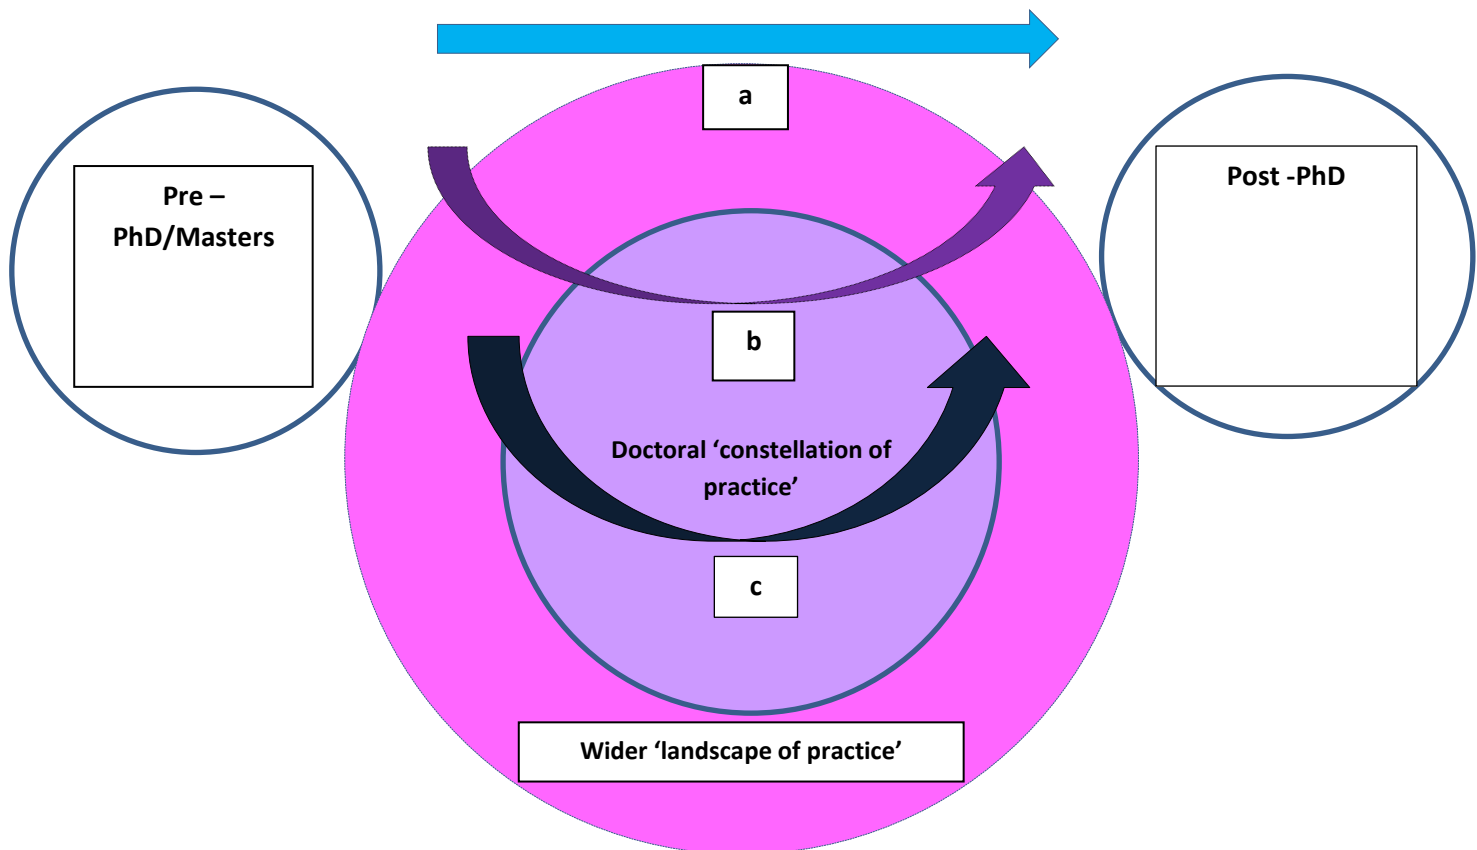 a
Pre –
PhD/Masters
Post -PhD
b
Doctoral ‘constellation of
practice’
c
Wider ‘landscape of practice’